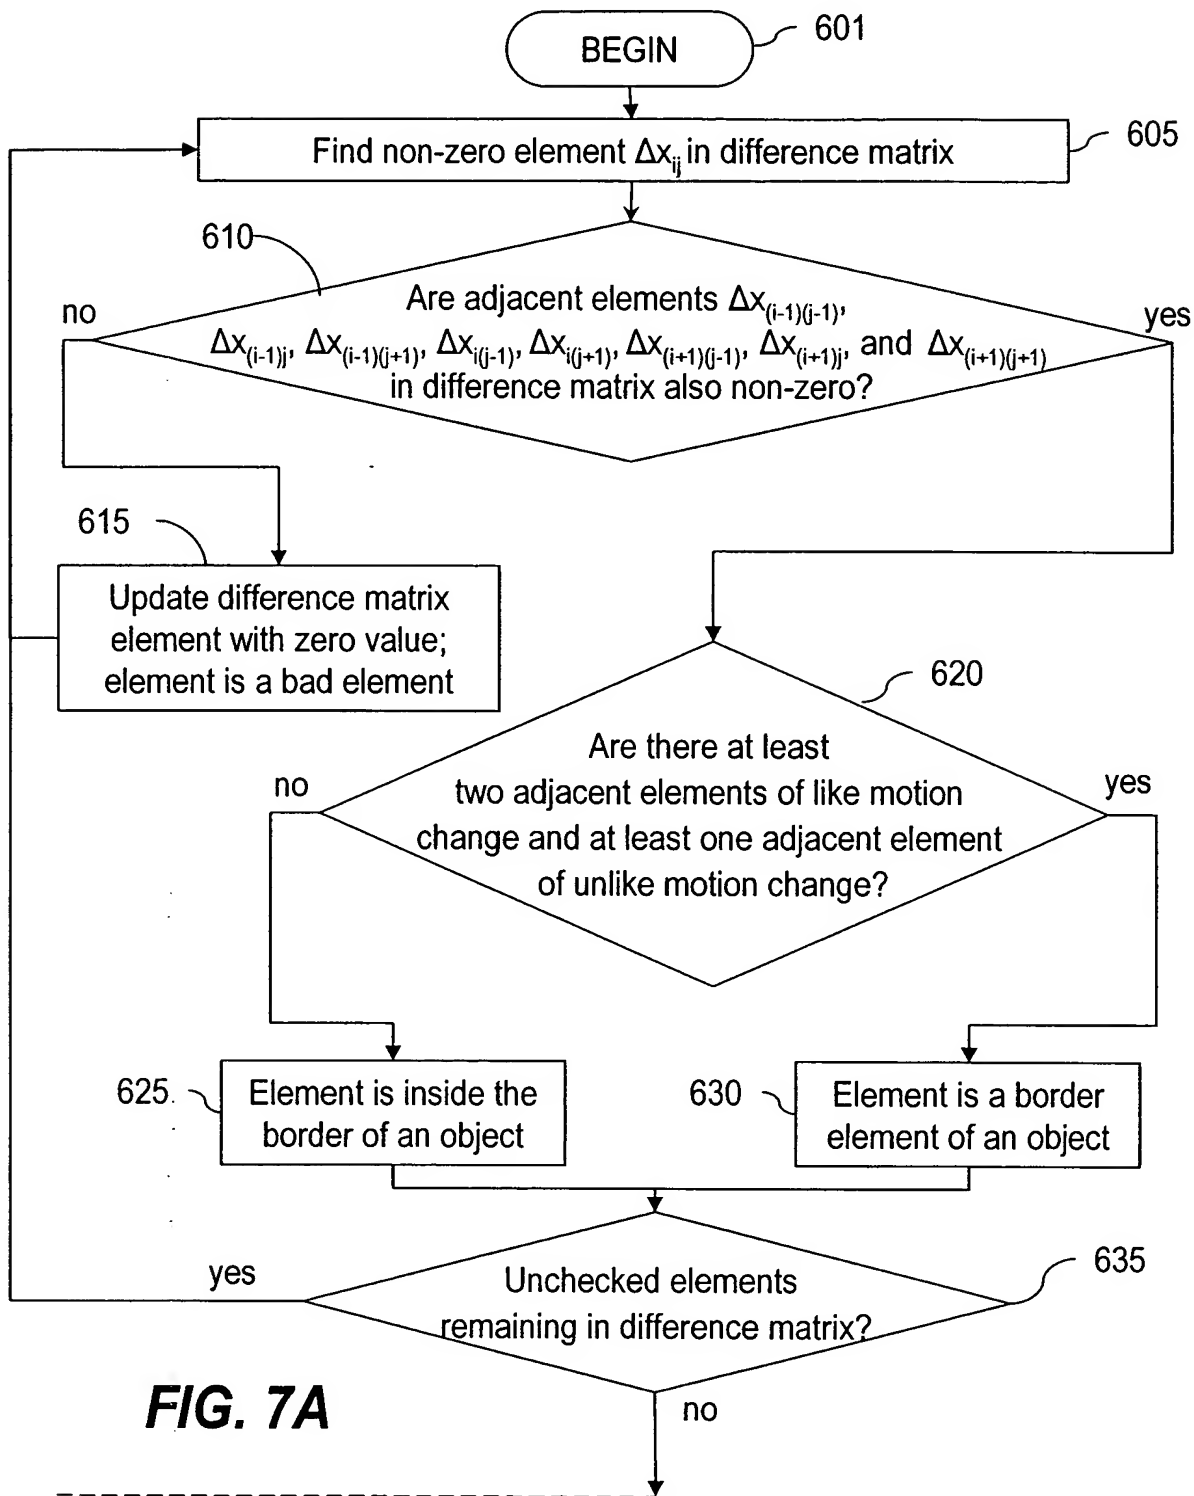 BEGIN
601
Find non-zero element Δx_ij in difference matrix
605
610
no
yes
Are adjacent elements Δx_(i-1)(j-1),
Δx_(i-1)j, Δx_(i-1)(j+1), Δx_i(j-1), Δx_i(j+1), Δx_(i+1)(j-1), Δx_(i+1)j, and Δx_(i+1)(j+1)
in difference matrix also non-zero?
615
Update difference matrix
element with zero value;
element is a bad element
620
no
yes
Are there at least
two adjacent elements of like motion
change and at least one adjacent element
of unlike motion change?
625
Element is inside the
border of an object
630
Element is a border
element of an object
yes
635
Unchecked elements
remaining in difference matrix?
no
FIG. 7A